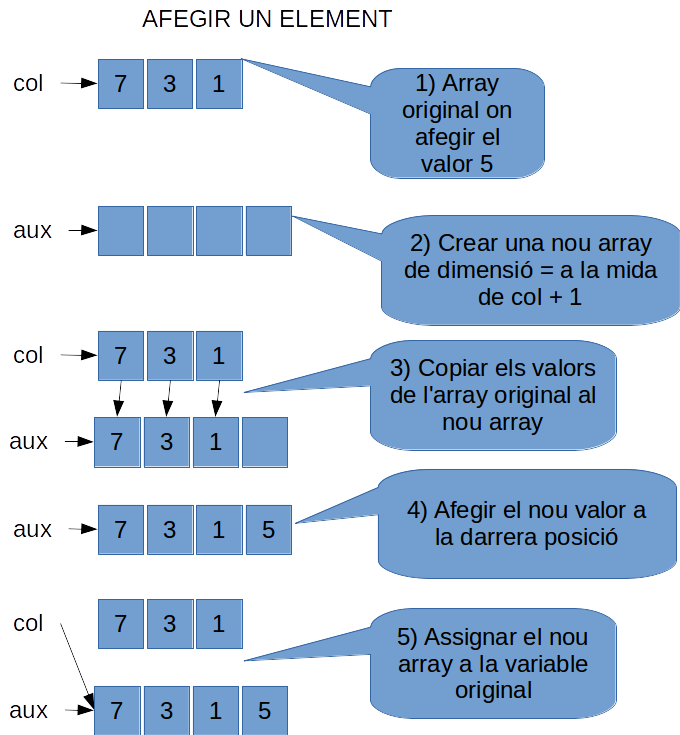 AFEGIR UN ELEMENT
col
7 3 1
1) Array
original on
afegir el
valor 5
aux
2) Crear una nou array
de dimensió = a la mida
de col + 1
col
7 3 1
3) Copiar els valors
de l'array original al
nou array
aux
7 3 1
aux
7 3 1 5
4) Afegir el nou valor a
la darrera posició
col
7 3 1
5) Assignar el nou
array a la variable
original
aux
7 3 1 5